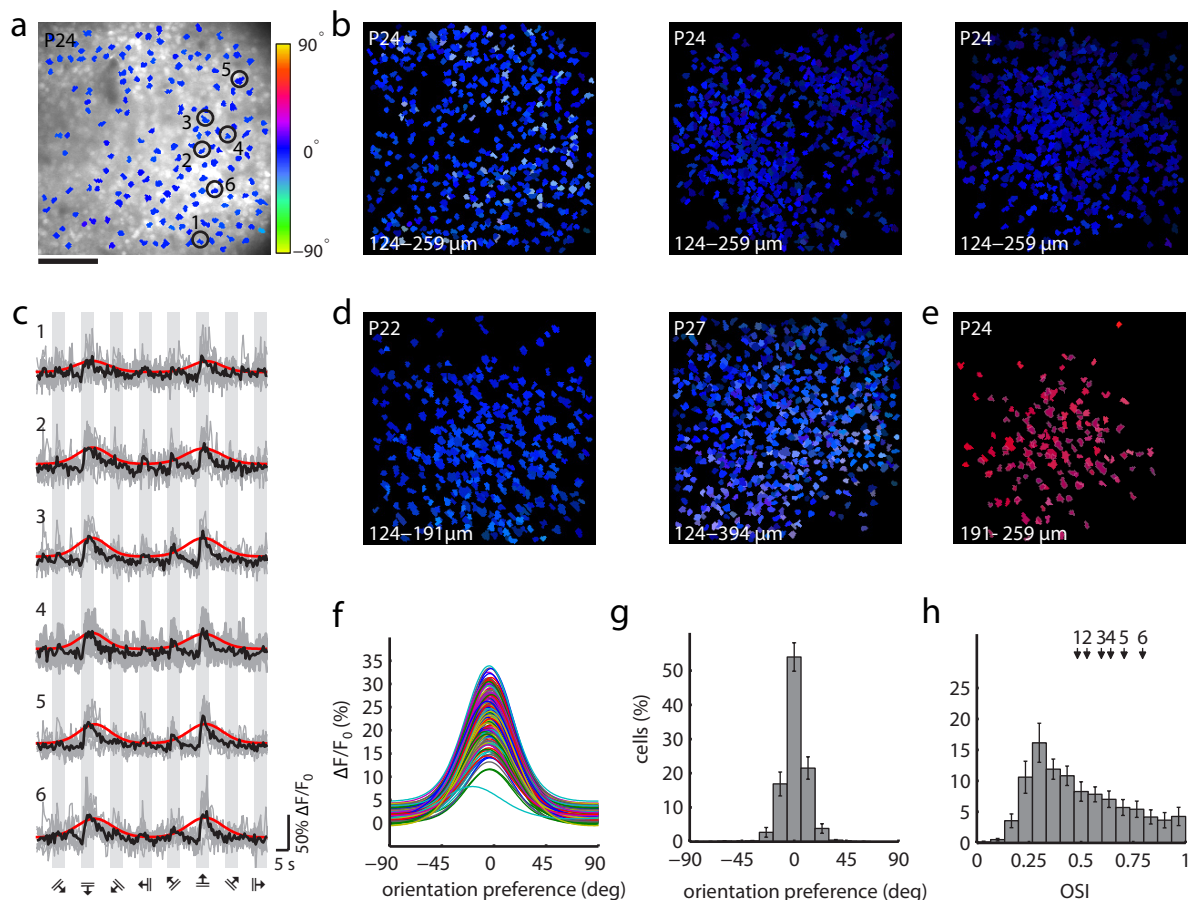 a
P24
5
3
4
2
6
1
90°
0°
−90°
b
P24
124−259 µm
P24
124−259 µm
P24
124−259 µm
c
1
2
3
4
5
6
50% ΔF/F0
5 s
d
P22
124−191µm
P27
124−394 µm
e
P24
191- 259 µm
f
ΔF/F0 (%)
35
30
25
20
15
10
5
0
−90 −45 0 45 90
orientation preference (deg)
g
cells (%)
50
40
30
20
10
0
−90 −45 0 45 90
orientation preference (deg)
h
12 34 5 6
25
20
15
10
5
0
0 0.25 0.5 0.75 1
OSI